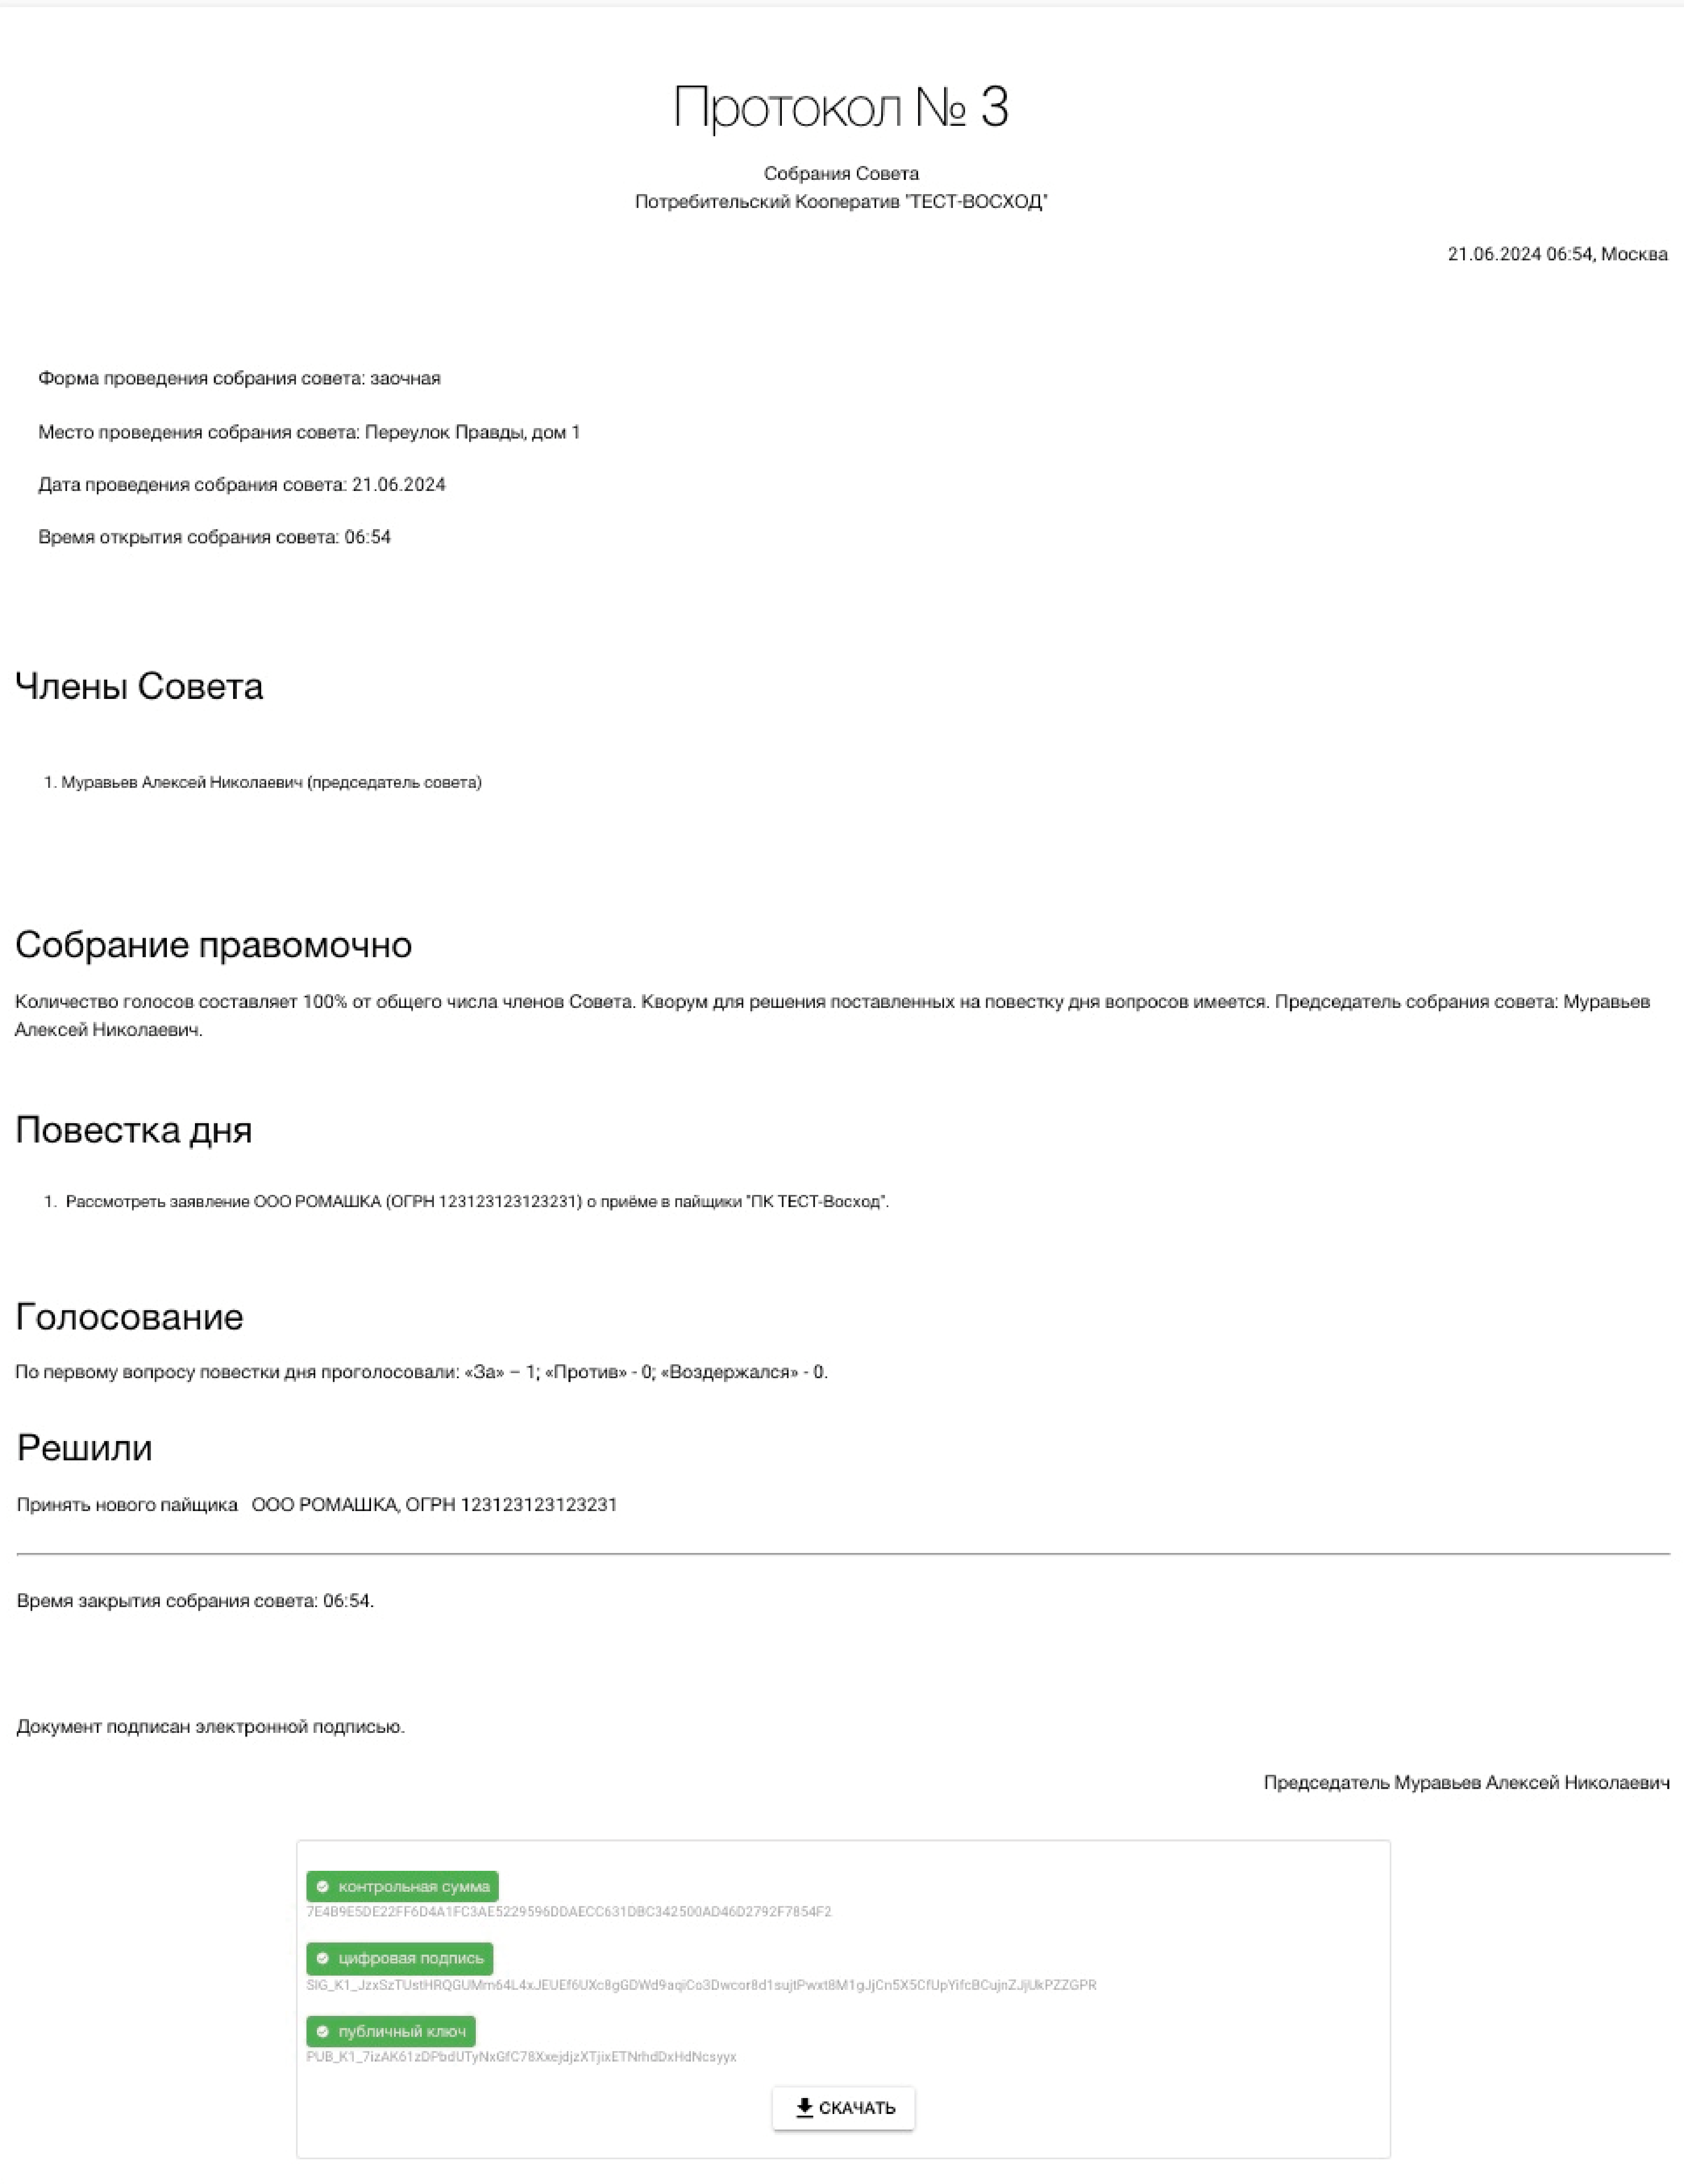 Протокол № 3
Собрания Совета
Потребительский Кооператив "ТЕСТ-ВОСХОД"
21.06.2024 06:54, Москва
Форма проведения собрания совета: заочная
Место проведения собрания совета: Переулок Правды, дом 1
Дата проведения собрания совета: 21.06.2024
Время открытия собрания совета: 06:54
Члены Совета
1. Муравьев Алексей Николаевич (председатель совета)
Собрание правомочно
Количество голосов составляет 100% от общего числа членов Совета. Кворум для решения поставленных на повестку дня вопросов имеется. Председатель собрания совета: Муравьев
Алексей Николаевич.
Повестка дня
1. Рассмотреть заявление ООО РОМАШКА (ОГРН 123123123123231) о приёме в пайщики "ПК ТЕСТ-Восход".
Голосование
По первому вопросу повестки дня проголосовали: «За» – 1; «Против» - 0; «Воздержался» - 0.
Решили
Принять нового пайщика ООО РОМАШКА, ОГРН 123123123123231
Время закрытия собрания совета: 06:54.
Документ подписан электронной подписью.
Председатель Муравьев Алексей Николаевич
контрольная сумма
7E4B9E5DE22FF6D4A1FC3AE5229596DDAECC631DBC342500AD46D2792F7854F2
цифровая подпись
SIG_K1_JzxSzTUstHRQGUMm64L4xJEUEf6UXc8gGDWd9aqiCo3Dwcor8d1sujtPwxt8M1gJjCn5X5CfUpYifcBCujnZJjUkPZZGPR
публичный ключ
PUB_K1_7izAK61zDPbdUTyNxGfC78XxejdjzXTjixETNrhdDxHdNcsyyx
СКАЧАТЬ